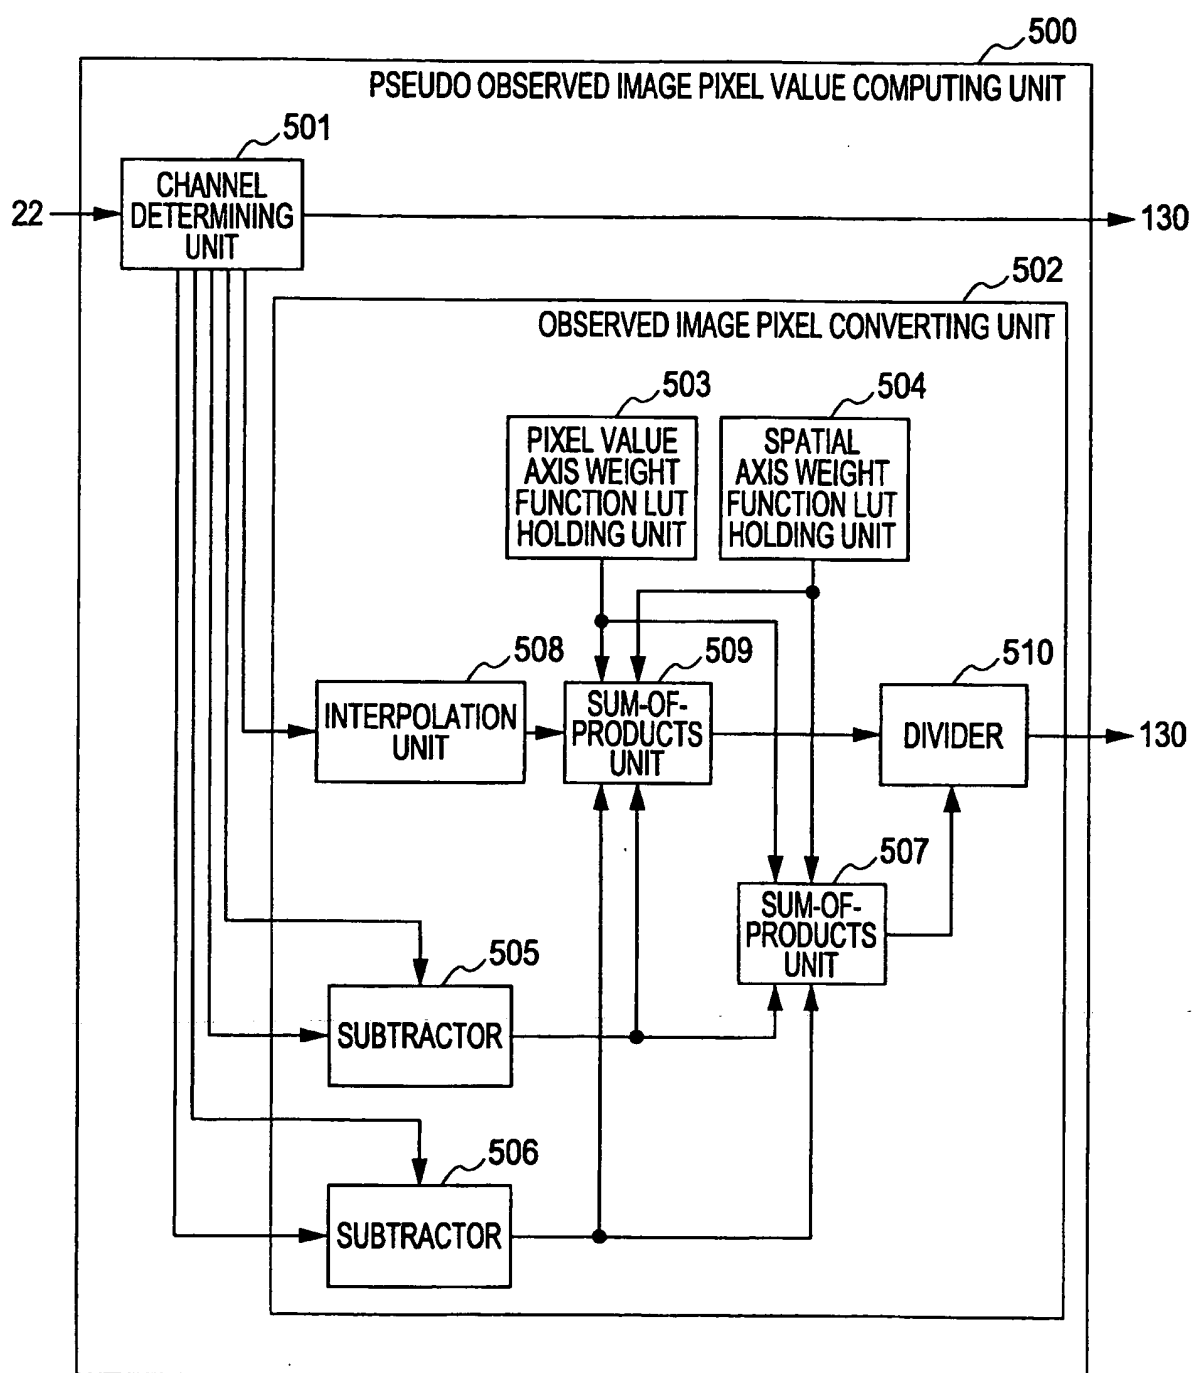 500
PSEUDO OBSERVED IMAGE PIXEL VALUE COMPUTING UNIT
501
CHANNEL
DETERMINING
UNIT
22
130
502
OBSERVED IMAGE PIXEL CONVERTING UNIT
503
PIXEL VALUE
AXIS WEIGHT
FUNCTION LUT
HOLDING UNIT
504
SPATIAL
AXIS WEIGHT
FUNCTION LUT
HOLDING UNIT
508
INTERPOLATION
UNIT
509
SUM-OF-
PRODUCTS
UNIT
510
DIVIDER
130
507
SUM-OF-
PRODUCTS
UNIT
505
SUBTRACTOR
506
SUBTRACTOR